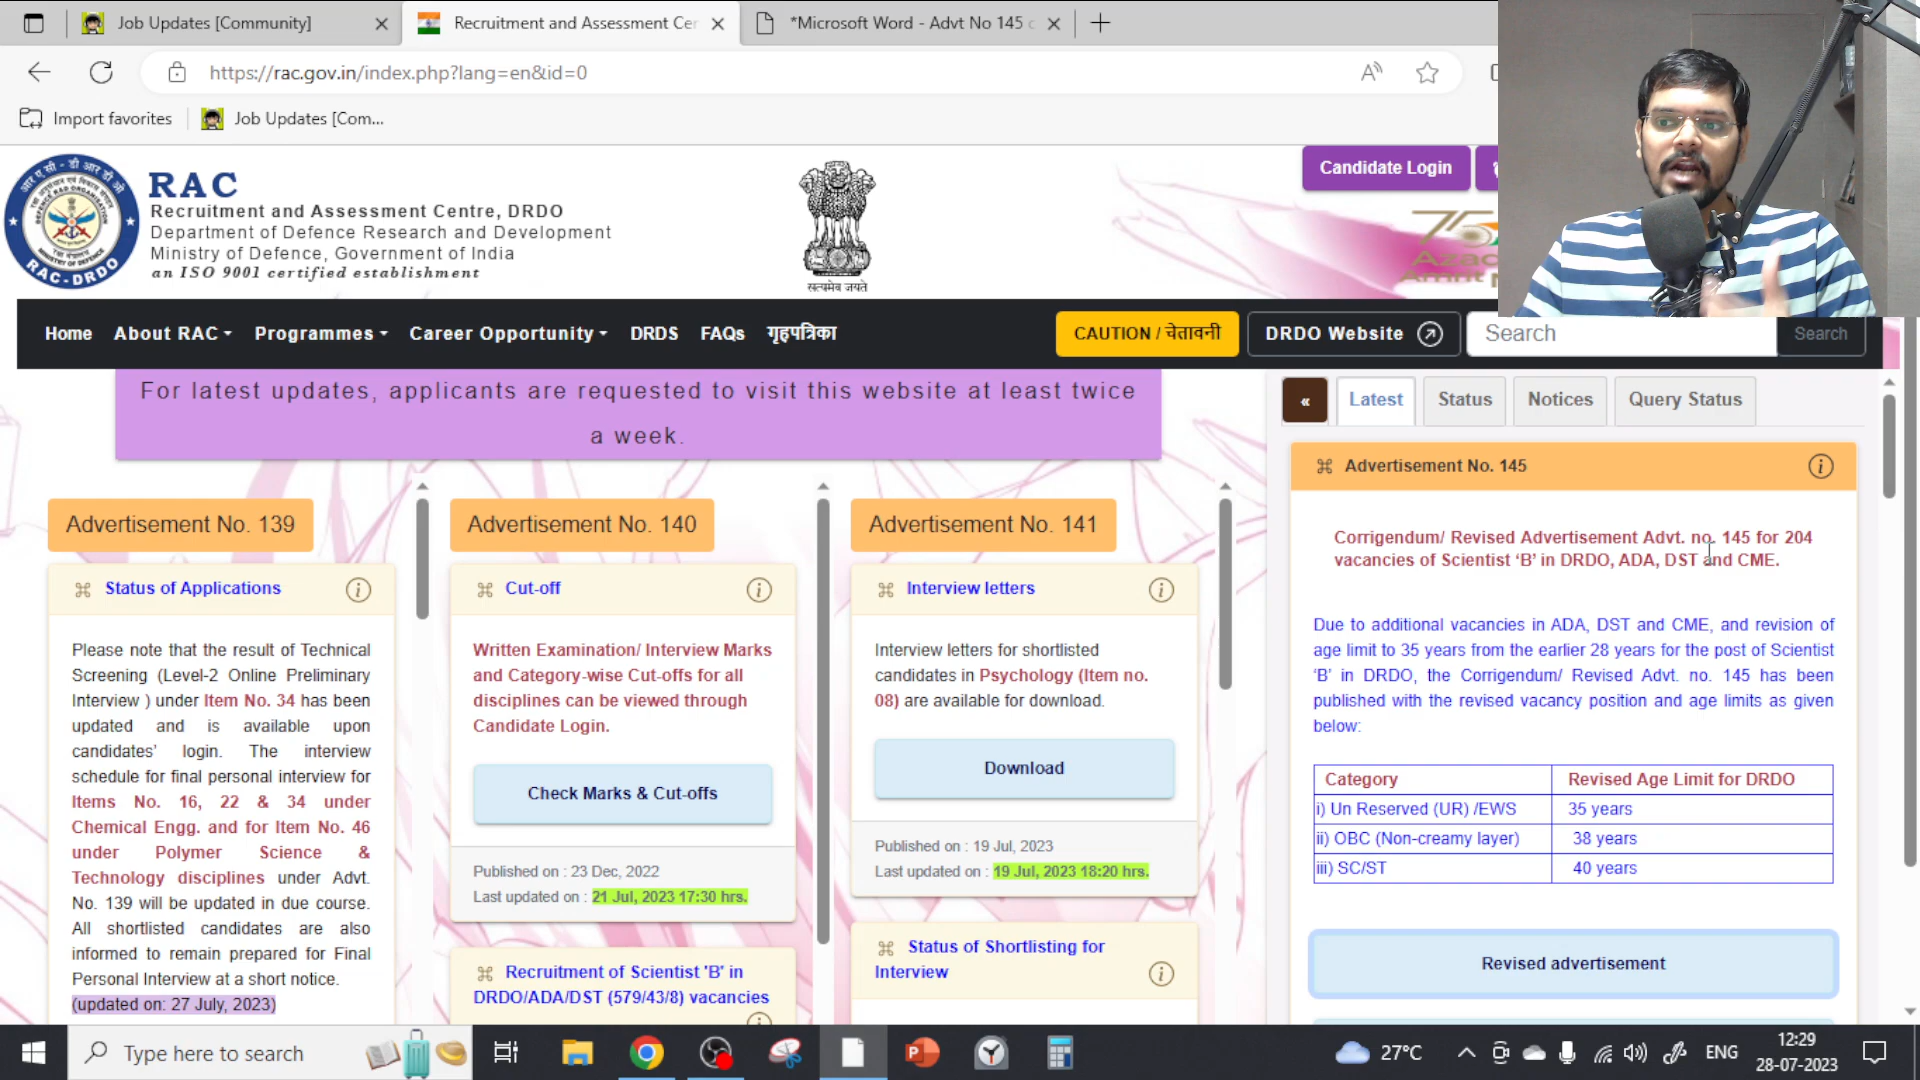 Job Updates [Community]
Recruitment and Assessment Cer
*Microsoft Word - Advt No 145 c
https://rac.gov.in/index.php?lang=en&id=0
Import favorites
Job Updates [Com...
RAC
Recruitment and Assessment Centre, DRDO
Department of Defence Research and Development
Ministry of Defence, Government of India
an ISO 9001 certified establishment
RAC-DRDO
सत्यमेव जयते
Candidate Login
75
Azad
Amrit
Home About RAC Programmes Career Opportunity DRDS FAQs गृहपत्रिका
CAUTION / चेतावनी
DRDO Website
Search
Search
For latest updates, applicants are requested to visit this website at least twice
a week.
Advertisement No. 139
Status of Applications
Please note that the result of Technical
Screening (Level-2 Online Preliminary
Interview ) under Item No. 34 has been
updated and is available upon
candidates' login. The interview
schedule for final personal interview for
Items No. 16, 22 & 34 under
Chemical Engg. and for Item No. 46
under Polymer Science &
Technology disciplines under Advt.
No. 139 will be updated in due course.
All shortlisted candidates are also
informed to remain prepared for Final
Personal Interview at a short notice.
(updated on: 27 July, 2023)
Advertisement No. 140
Cut-off
Written Examination/ Interview Marks
and Category-wise Cut-offs for all
disciplines can be viewed through
Candidate Login.
Check Marks & Cut-offs
Published on : 23 Dec, 2022
Last updated on : 21 Jul, 2023 17:30 hrs.
Recruitment of Scientist 'B' in
DRDO/ADA/DST (579/43/8) vacancies
Advertisement No. 141
Interview letters
Interview letters for shortlisted
candidates in Psychology (Item no.
08) are available for download.
Download
Published on : 19 Jul, 2023
Last updated on : 19 Jul, 2023 18:20 hrs.
Status of Shortlisting for
Interview
« Latest Status Notices Query Status
Advertisement No. 145
Corrigendum/ Revised Advertisement Advt. no. 145 for 204
vacancies of Scientist ‘B’ in DRDO, ADA, DST and CME.
Due to additional vacancies in ADA, DST and CME, and revision of
age limit to 35 years from the earlier 28 years for the post of Scientist
‘B’ in DRDO, the Corrigendum/ Revised Advt. no. 145 has been
published with the revised vacancy position and age limits as given
below:
Category Revised Age Limit for DRDO
i) Un Reserved (UR) /EWS 35 years
ii) OBC (Non-creamy layer) 38 years
iii) SC/ST 40 years
Revised advertisement
Type here to search
27°C
ENG
12:29
28-07-2023